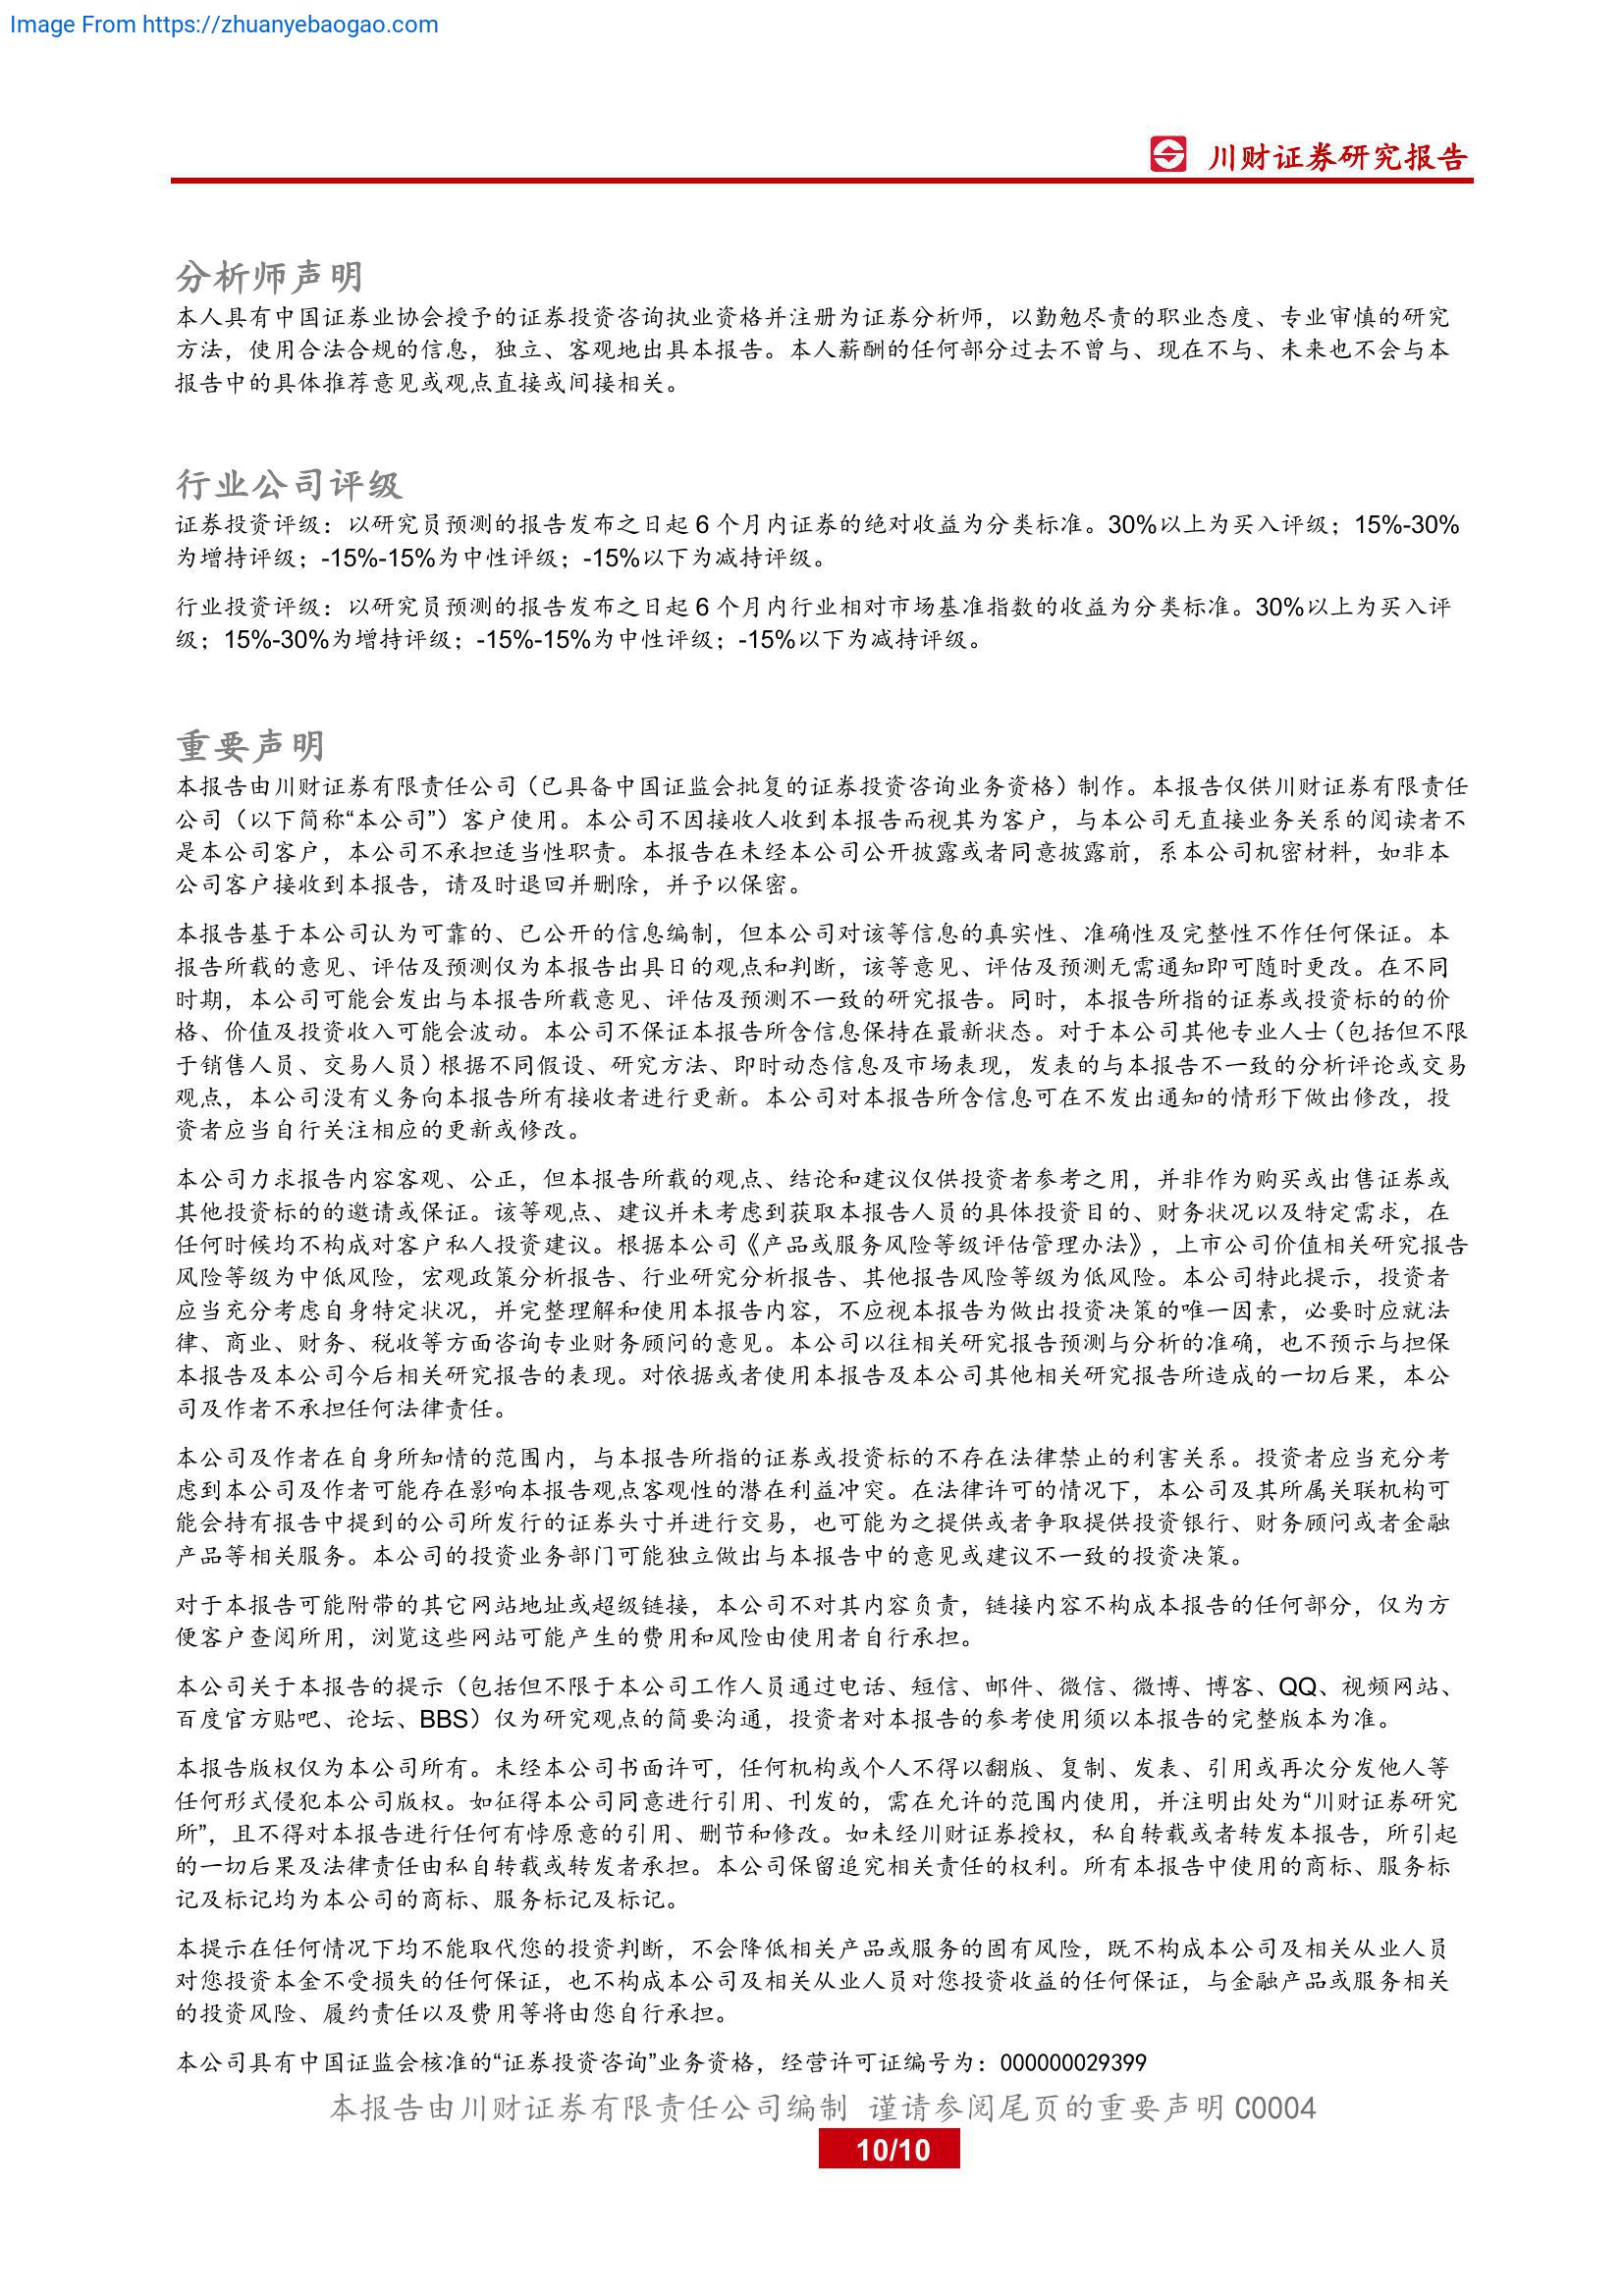 Image From https://zhuanyebaogao.com
川财证券研究报告
分析师声明
本人具有中国证券业协会授予的证券投资咨询执业资格并注册为证券分析师，以勤勉尽责的职业态度、专业审慎的研究
方法，使用合法合规的信息，独立、客观地出具本报告。本人薪酬的任何部分过去不曾与、现在不与、未来也不会与本
报告中的具体推荐意见或观点直接或间接相关。
行业公司评级
证券投资评级：以研究员预测的报告发布之日起 6 个月内证券的绝对收益为分类标准。30%以上为买入评级；15%-30%
为增持评级；-15%-15%为中性评级；-15%以下为减持评级。
行业投资评级：以研究员预测的报告发布之日起 6 个月内行业相对市场基准指数的收益为分类标准。30%以上为买入评
级；15%-30%为增持评级；-15%-15%为中性评级；-15%以下为减持评级。
重要声明
本报告由川财证券有限责任公司（已具备中国证监会批复的证券投资咨询业务资格）制作。本报告仅供川财证券有限责任
公司（以下简称“本公司”）客户使用。本公司不因接收人收到本报告而视其为客户，与本公司无直接业务关系的阅读者不
是本公司客户，本公司不承担适当性职责。本报告在未经本公司公开披露或者同意披露前，系本公司机密材料，如非本
公司客户接收到本报告，请及时退回并删除，并予以保密。
本报告基于本公司认为可靠的、已公开的信息编制，但本公司对该等信息的真实性、准确性及完整性不作任何保证。本
报告所载的意见、评估及预测仅为本报告出具日的观点和判断，该等意见、评估及预测无需通知即可随时更改。在不同
时期，本公司可能会发出与本报告所载意见、评估及预测不一致的研究报告。同时，本报告所指的证券或投资标的的价
格、价值及投资收入可能会波动。本公司不保证本报告所含信息保持在最新状态。对于本公司其他专业人士（包括但不限
于销售人员、交易人员）根据不同假设、研究方法、即时动态信息及市场表现，发表的与本报告不一致的分析评论或交易
观点，本公司没有义务向本报告所有接收者进行更新。本公司对本报告所含信息可在不发出通知的情形下做出修改，投
资者应当自行关注相应的更新或修改。
本公司力求报告内容客观、公正，但本报告所载的观点、结论和建议仅供投资者参考之用，并非作为购买或出售证券或
其他投资标的的邀请或保证。该等观点、建议并未考虑到获取本报告人员的具体投资目的、财务状况以及特定需求，在
任何时候均不构成对客户私人投资建议。根据本公司《产品或服务风险等级评估管理办法》，上市公司价值相关研究报告
风险等级为中低风险，宏观政策分析报告、行业研究分析报告、其他报告风险等级为低风险。本公司特此提示，投资者
应当充分考虑自身特定状况，并完整理解和使用本报告内容，不应视本报告为做出投资决策的唯一因素，必要时应就法
律、商业、财务、税收等方面咨询专业财务顾问的意见。本公司以往相关研究报告预测与分析的准确，也不预示与担保
本报告及本公司今后相关研究报告的表现。对依据或者使用本报告及本公司其他相关研究报告所造成的一切后果，本公
司及作者不承担任何法律责任。
本公司及作者在自身所知情的范围内，与本报告所指的证券或投资标的不存在法律禁止的利害关系。投资者应当充分考
虑到本公司及作者可能存在影响本报告观点客观性的潜在利益冲突。在法律许可的情况下，本公司及其所属关联机构可
能会持有报告中提到的公司所发行的证券头寸并进行交易，也可能为之提供或者争取提供投资银行、财务顾问或者金融
产品等相关服务。本公司的投资业务部门可能独立做出与本报告中的意见或建议不一致的投资决策。
对于本报告可能附带的其它网站地址或超级链接，本公司不对其内容负责，链接内容不构成本报告的任何部分，仅为方
便客户查阅所用，浏览这些网站可能产生的费用和风险由使用者自行承担。
本公司关于本报告的提示（包括但不限于本公司工作人员通过电话、短信、邮件、微信、微博、博客、QQ、视频网站、
百度官方贴吧、论坛、BBS）仅为研究观点的简要沟通，投资者对本报告的参考使用须以本报告的完整版本为准。
本报告版权仅为本公司所有。未经本公司书面许可，任何机构或个人不得以翻版、复制、发表、引用或再次分发他人等
任何形式侵犯本公司版权。如征得本公司同意进行引用、刊发的，需在允许的范围内使用，并注明出处为“川财证券研究
所”，且不得对本报告进行任何有悖原意的引用、删节和修改。如未经川财证券授权，私自转载或者转发本报告，所引起
的一切后果及法律责任由私自转载或转发者承担。本公司保留追究相关责任的权利。所有本报告中使用的商标、服务标
记及标记均为本公司的商标、服务标记及标记。
本提示在任何情况下均不能取代您的投资判断，不会降低相关产品或服务的固有风险，既不构成本公司及相关从业人员
对您投资本金不受损失的任何保证，也不构成本公司及相关从业人员对您投资收益的任何保证，与金融产品或服务相关
的投资风险、履约责任以及费用等将由您自行承担。
本公司具有中国证监会核准的“证券投资咨询”业务资格，经营许可证编号为：000000029399
本报告由川财证券有限责任公司编制 谨请参阅尾页的重要声明 C0004
10/10